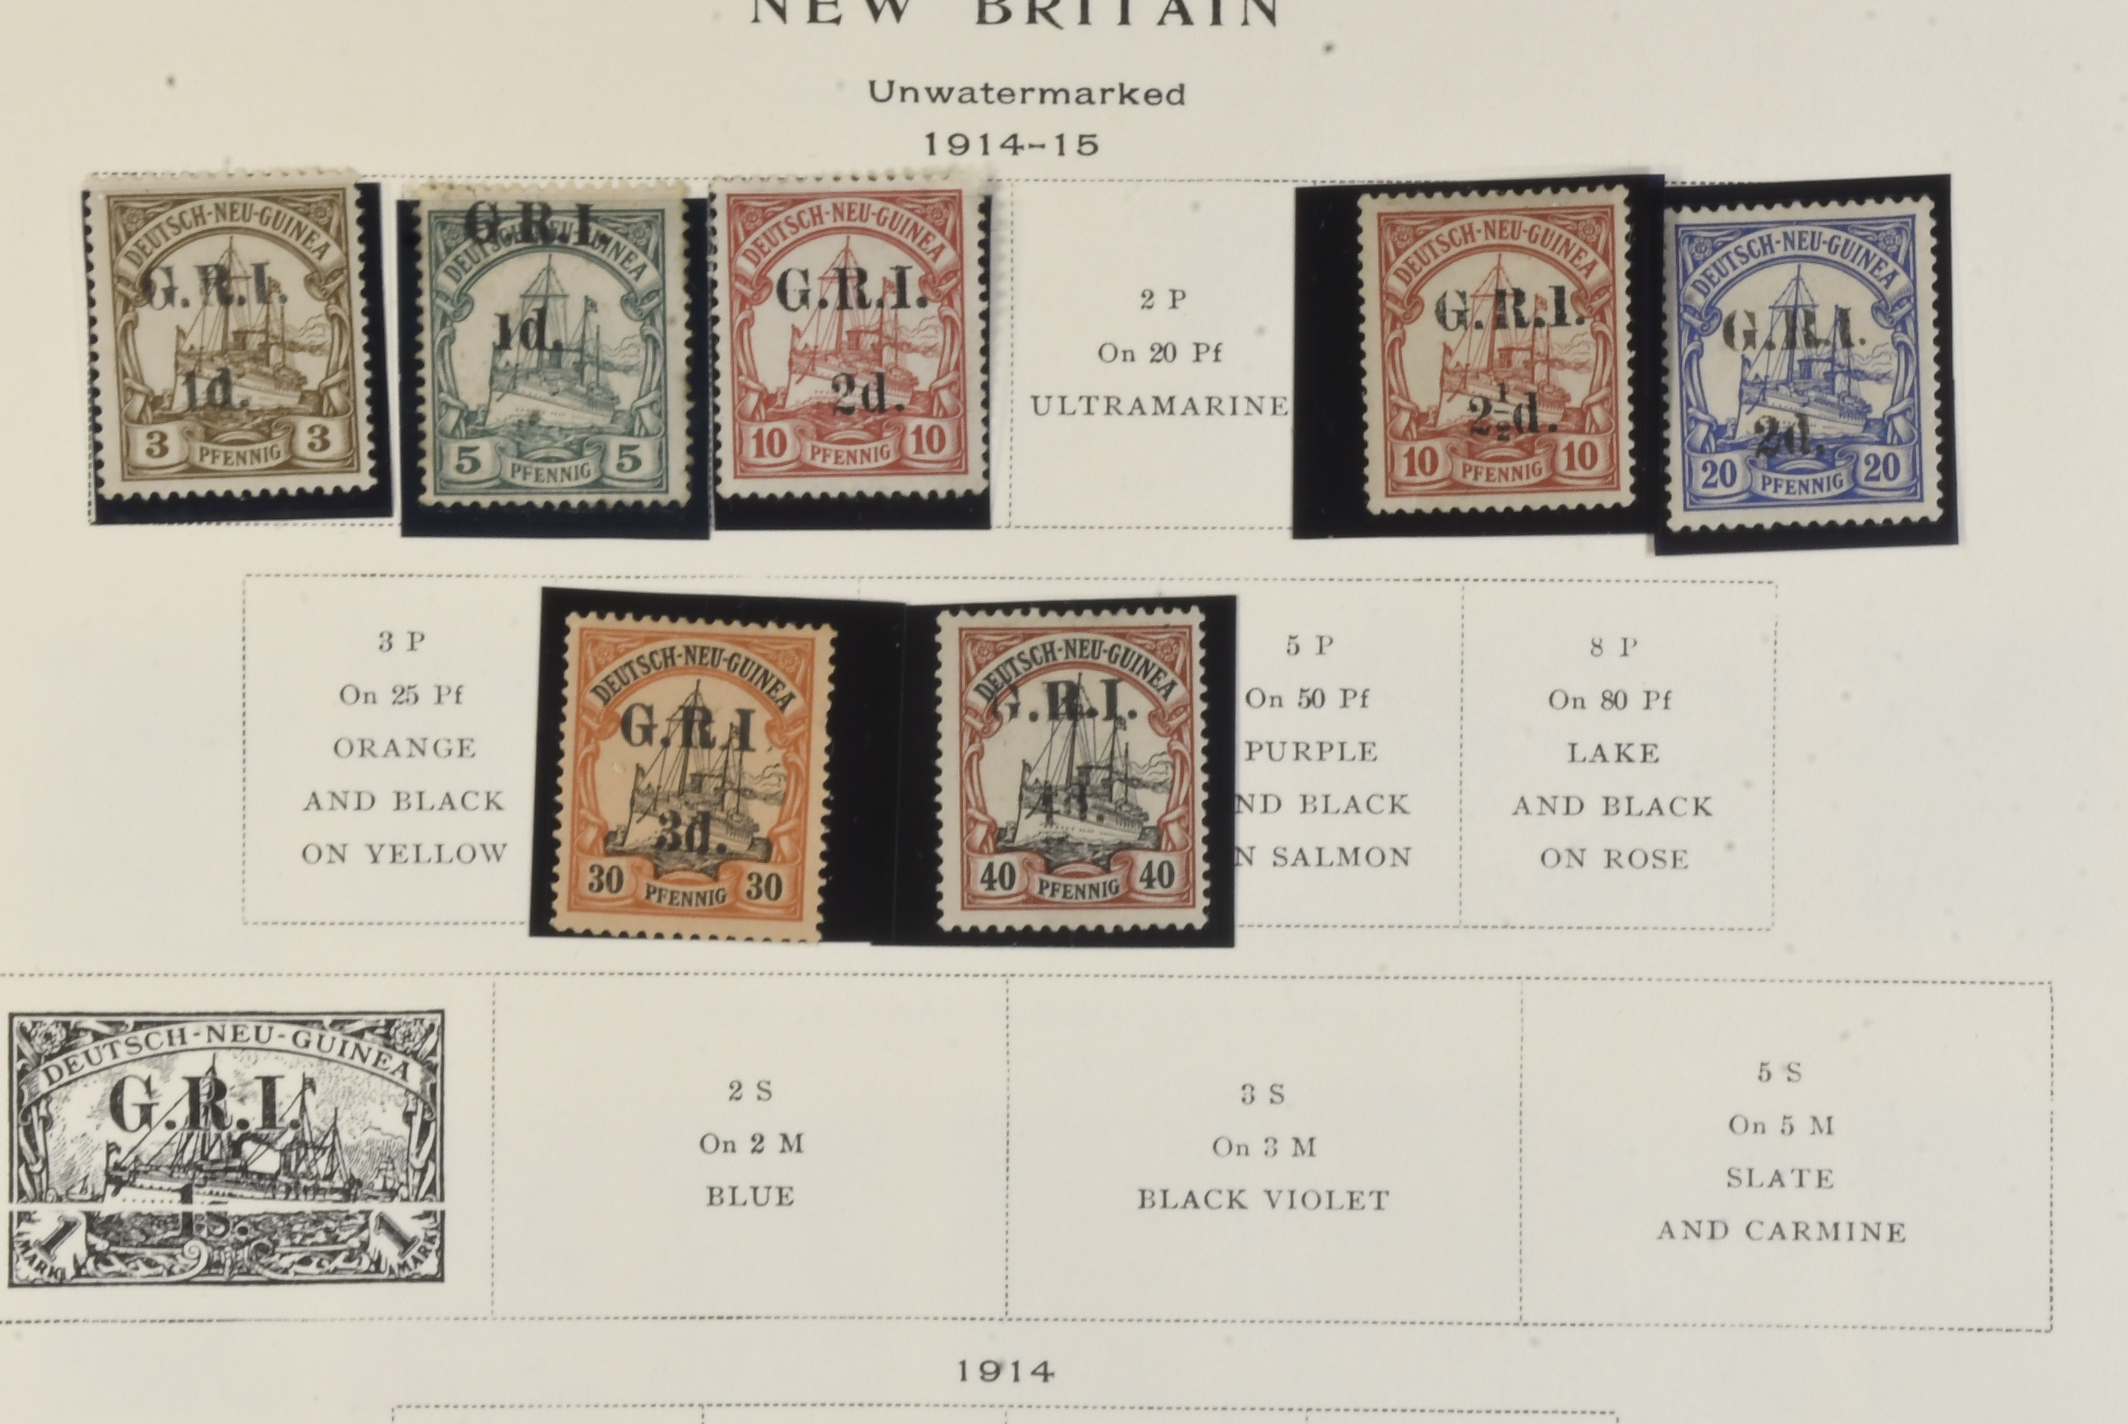 NEW BRITAIN
Unwatermarked
1914-15
DEUTSCH-NEU-GUINEA
G.R.I.
1d.
3 PFENNIG 3
G.R.I.
DEUTSCH-NEU-GUINEA
1d.
5 PFENNIG 5
DEUTSCH-NEU-GUINEA
G.R.I.
2d.
10 PFENNIG 10
2 P
On 20 Pf
ULTRAMARINE
DEUTSCH-NEU-GUINEA
G.R.I.
2½d.
10 PFENNIG 10
DEUTSCH-NEU-GUINEA
G.R.I.
2d.
20 PFENNIG 20
3 P
On 25 Pf
ORANGE
AND BLACK
ON YELLOW
DEUTSCH-NEU-GUINEA
G.R.I
3d.
30 PFENNIG 30
DEUTSCH-NEU-GUINEA
G.R.I.
4d
40 PFENNIG 40
5 P
On 50 Pf
PURPLE
ND BLACK
N SALMON
8 P
On 80 Pf
LAKE
AND BLACK
ON ROSE
DEUTSCH-NEU-GUINEA
G.R.I.
1s.
1 MARK 1 MARK
2 S
On 2 M
BLUE
3 S
On 3 M
BLACK VIOLET
5 S
On 5 M
SLATE
AND CARMINE
1914